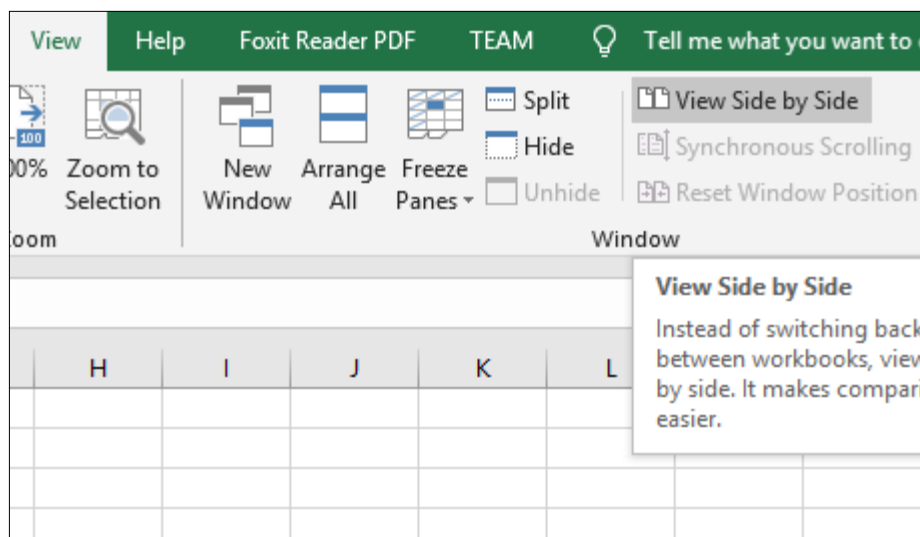 View Help Foxit Reader PDF TEAM Tell me what you want to
100
Zoom to Selection
New Window
Arrange All
Freeze Panes
Split
Hide
Unhide
View Side by Side
Synchronous Scrolling
Reset Window Position
Window
View Side by Side
Instead of switching back
between workbooks, view
by side. It makes compari
easier.
H I J K L